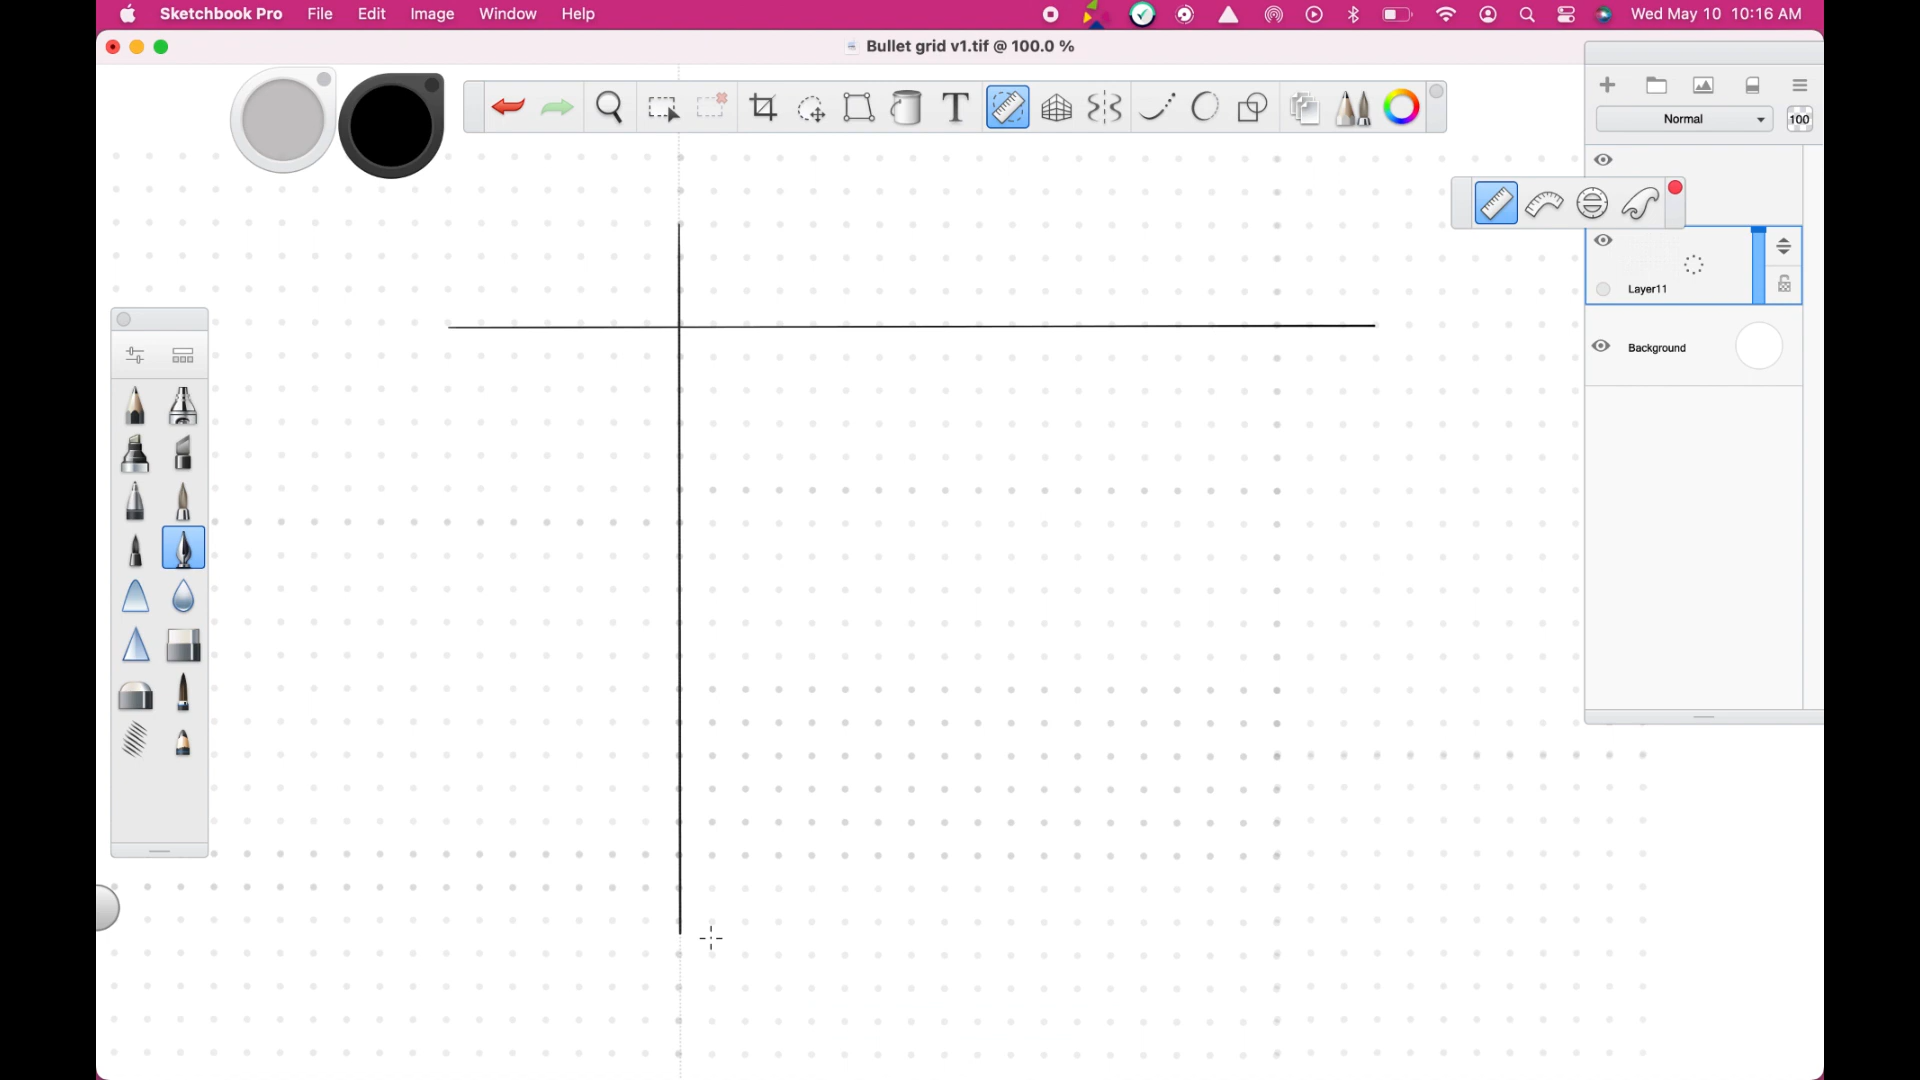 Sketchbook Pro File Edit Image Window Help Wed May 10 10:16 AM
Bullet grid v1.tif @ 100.0 %
T
Normal 100
Layer11
Background